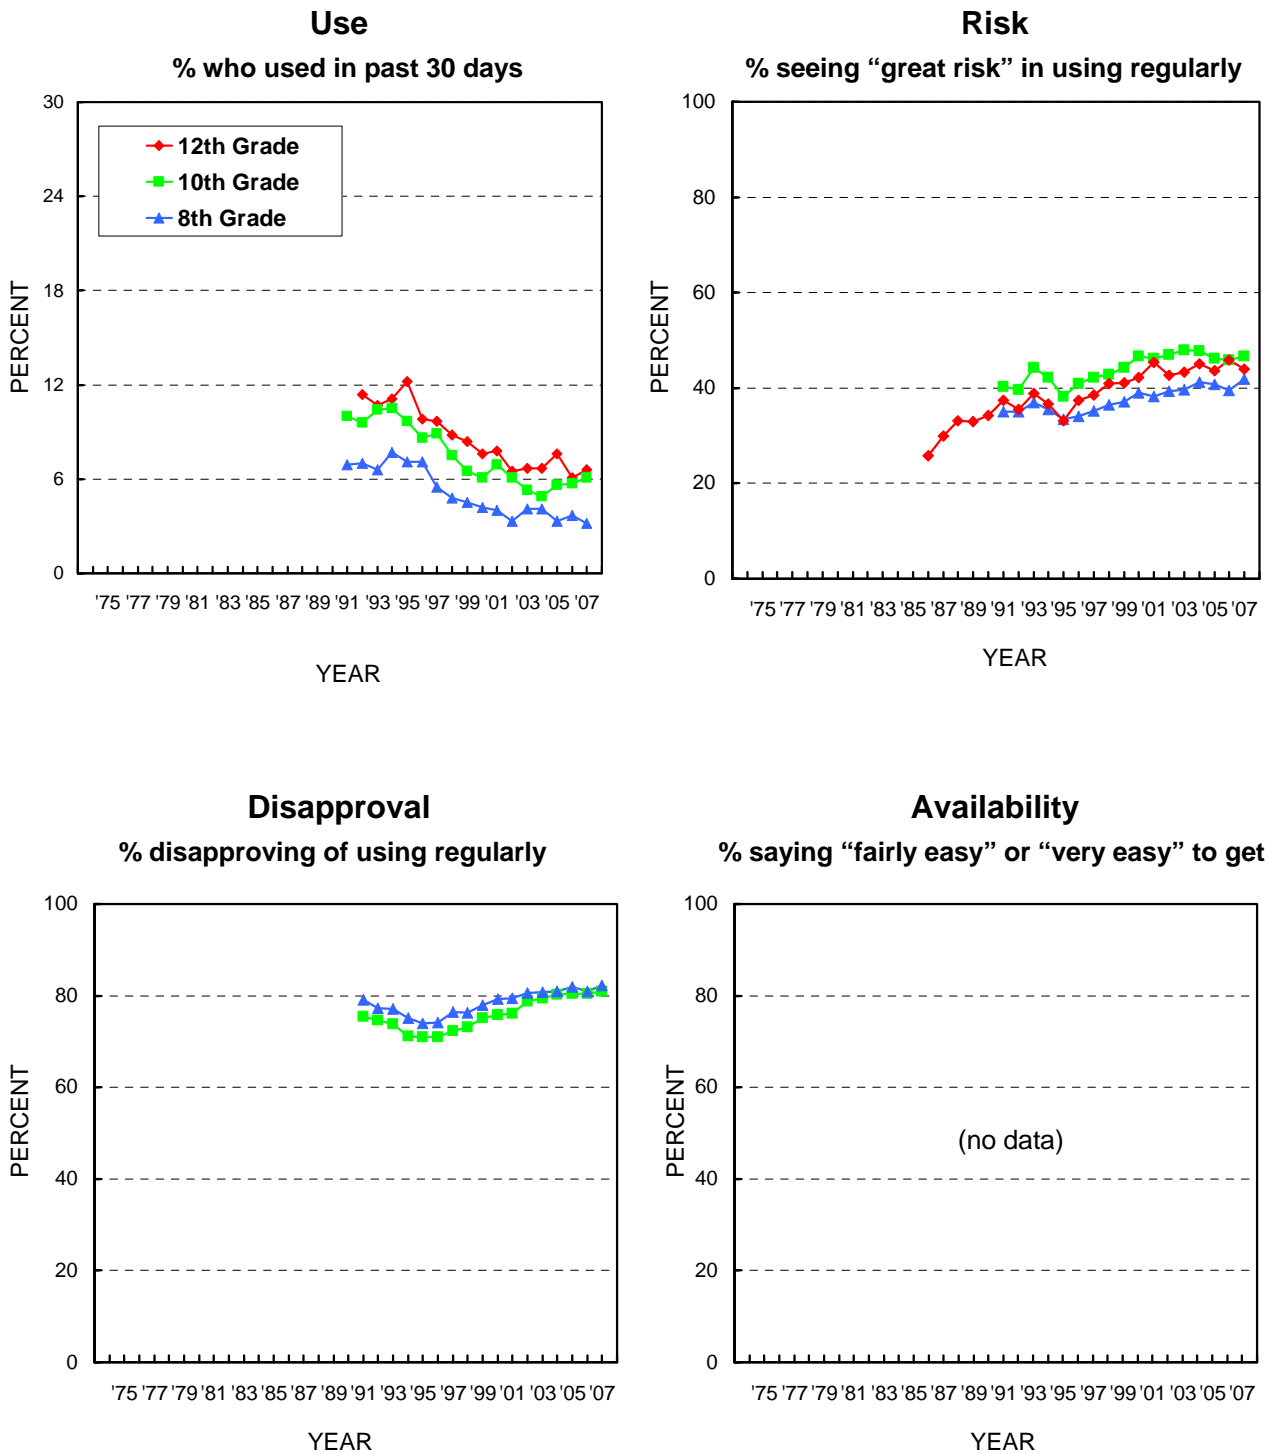 Use
% who used in past 30 days
30
24
18
12
6
0
PERCENT
12th Grade
10th Grade
8th Grade
'75 '77 '79 '81 '83 '85 '87 '89 '91 '93 '95 '97 '99 '01 '03 '05 '07
YEAR
Risk
% seeing “great risk” in using regularly
100
80
60
40
20
0
PERCENT
'75 '77 '79 '81 '83 '85 '87 '89 '91 '93 '95 '97 '99 '01 '03 '05 '07
YEAR
Disapproval
% disapproving of using regularly
100
80
60
40
20
0
PERCENT
'75 '77 '79 '81 '83 '85 '87 '89 '91 '93 '95 '97 '99 '01 '03 '05 '07
YEAR
Availability
% saying “fairly easy” or “very easy” to get
100
80
60
40
20
0
PERCENT
(no data)
'75 '77 '79 '81 '83 '85 '87 '89 '91 '93 '95 '97 '99 '01 '03 '05 '07
YEAR